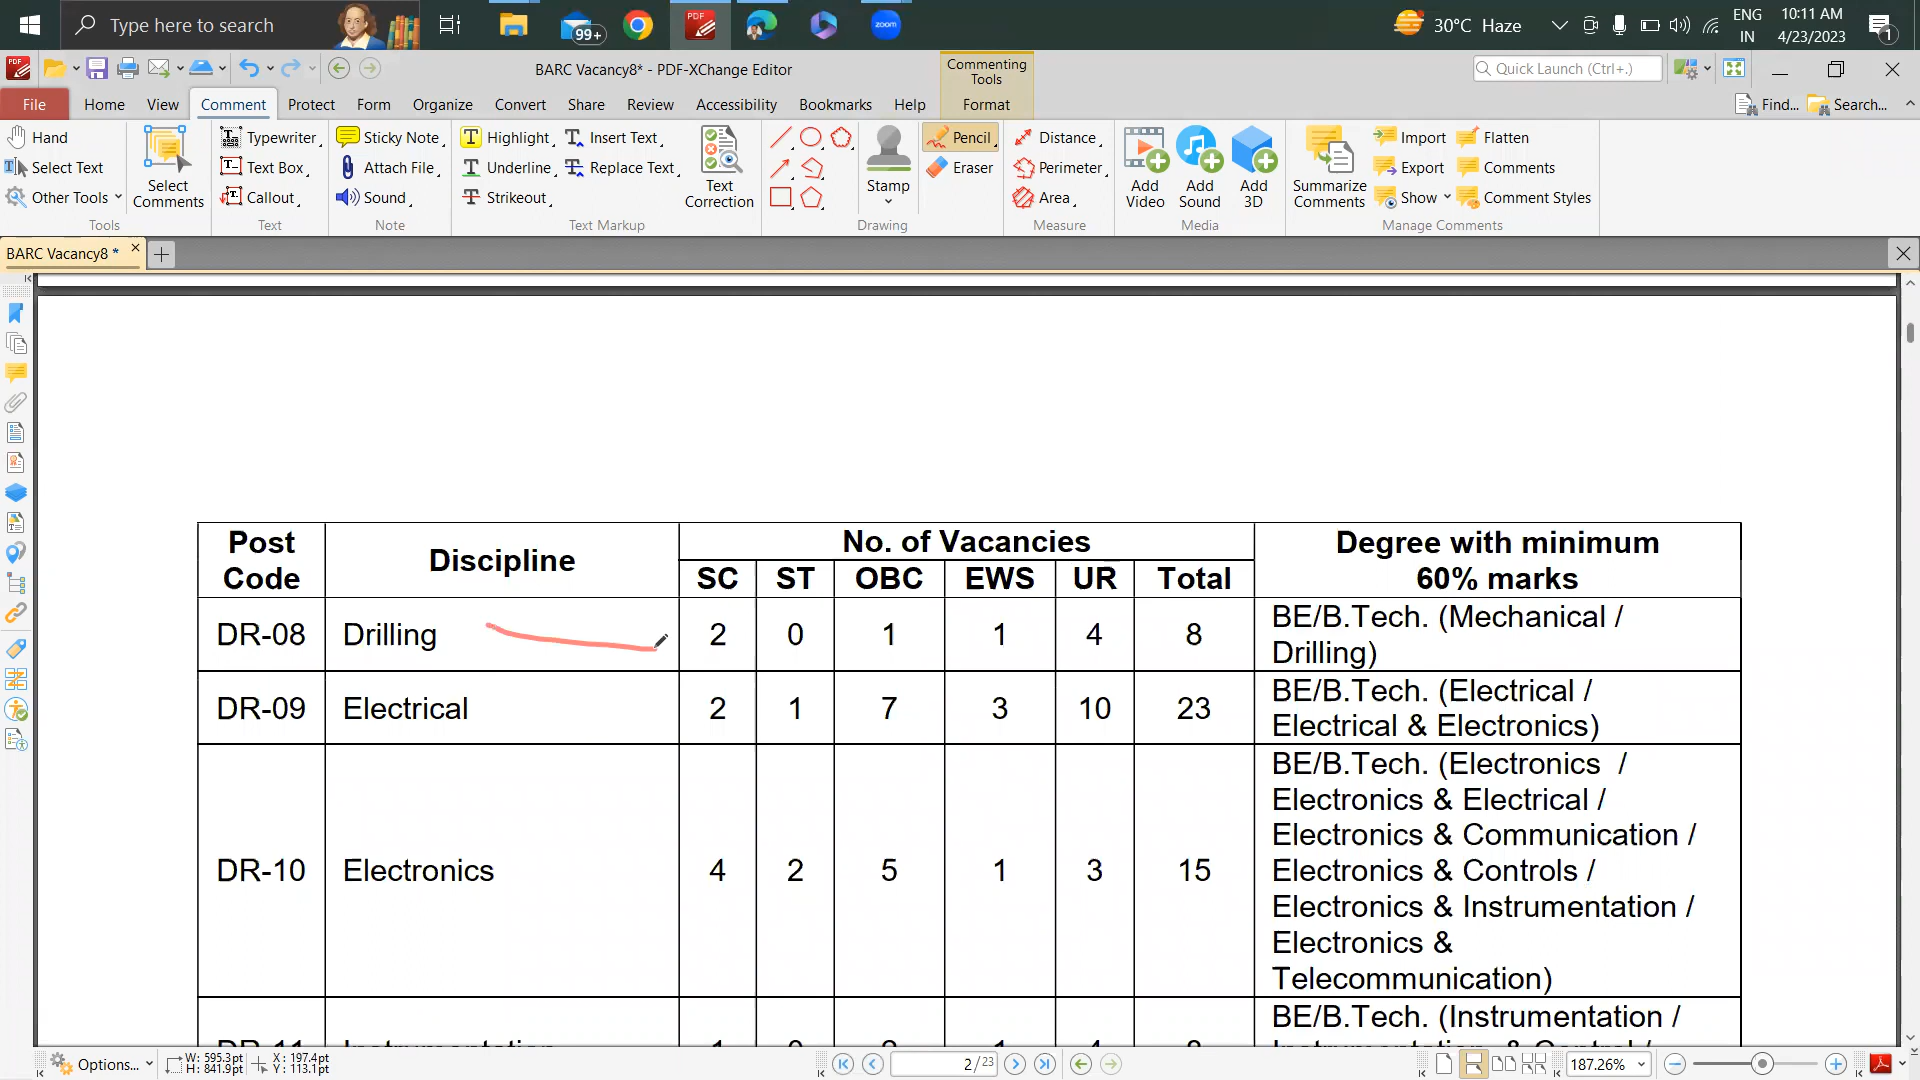 Type here to search
99+
zoom
30°C Haze
ENG
IN
10:11 AM
4/23/2023
1
BARC Vacancy8* - PDF-XChange Editor
Commenting
Tools
Quick Launch (Ctrl+.)
File Home View Comment Protect Form Organize Convert Share Review Accessibility Bookmarks Help Format
Find... Search...
Hand
Select Text
Other Tools
Tools
Select
Comments
Typewriter
Text Box
Callout
Text
Sticky Note
Attach File
Sound
Note
Highlight
Underline
Strikeout
Insert Text
Replace Text
Text Markup
Text
Correction
Stamp
Pencil
Eraser
Drawing
Distance
Perimeter
Area
Measure
Add
Video
Add
Sound
Add
3D
Media
Summarize
Comments
Import
Export
Show
Flatten
Comments
Comment Styles
Manage Comments
BARC Vacancy8 *
Post
Code
Discipline
No. of Vacancies
SC ST OBC EWS UR Total
Degree with minimum
60% marks
DR-08 Drilling 2 0 1 1 4 8
BE/B.Tech. (Mechanical /
Drilling)
DR-09 Electrical 2 1 7 3 10 23
BE/B.Tech. (Electrical /
Electrical & Electronics)
DR-10 Electronics 4 2 5 1 3 15
BE/B.Tech. (Electronics /
Electronics & Electrical /
Electronics & Communication /
Electronics & Controls /
Electronics & Instrumentation /
Electronics &
Telecommunication)
BE/B.Tech. (Instrumentation /
Options...
W: 595.3pt
H: 841.9pt
X: 197.4pt
Y: 113.1pt
2 / 23
187.26%